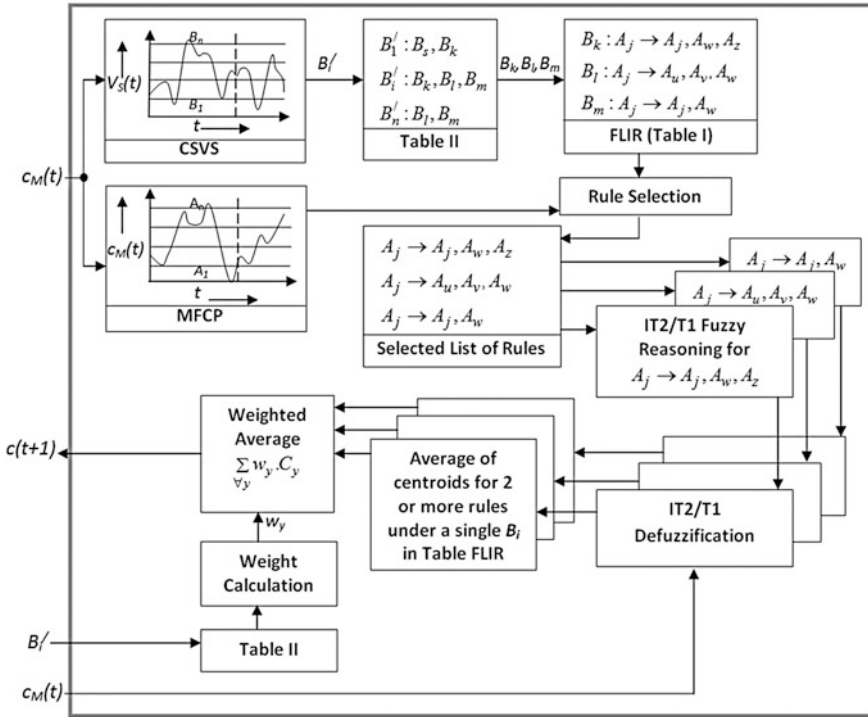 B_n
V_S(t)
B_1
t
CSVS
B_i^/
B_1^/ : B_s, B_k
B_i^/ : B_k, B_l, B_m
B_n^/ : B_l, B_m
Table II
B_k, B_l, B_m
B_k : A_j → A_j, A_w, A_z
B_l : A_j → A_u, A_v, A_w
B_m : A_j → A_j, A_w
FLIR (Table I)
c_M(t)
A_n
c_M(t)
A_1
t
MFCP
Rule Selection
A_j → A_j, A_w, A_z
A_j → A_u, A_v, A_w
A_j → A_j, A_w
Selected List of Rules
A_j → A_j, A_w
A_j → A_u, A_v, A_w
IT2/T1 Fuzzy
Reasoning for
A_j → A_j, A_w, A_z
c(t+1)
Weighted
Average
∑ w_y.C_y
∀y
Average of
centroids for 2
or more rules
under a single B_i
in Table FLIR
IT2/T1
Defuzzification
w_y
Weight
Calculation
B_i^/
Table II
c_M(t)